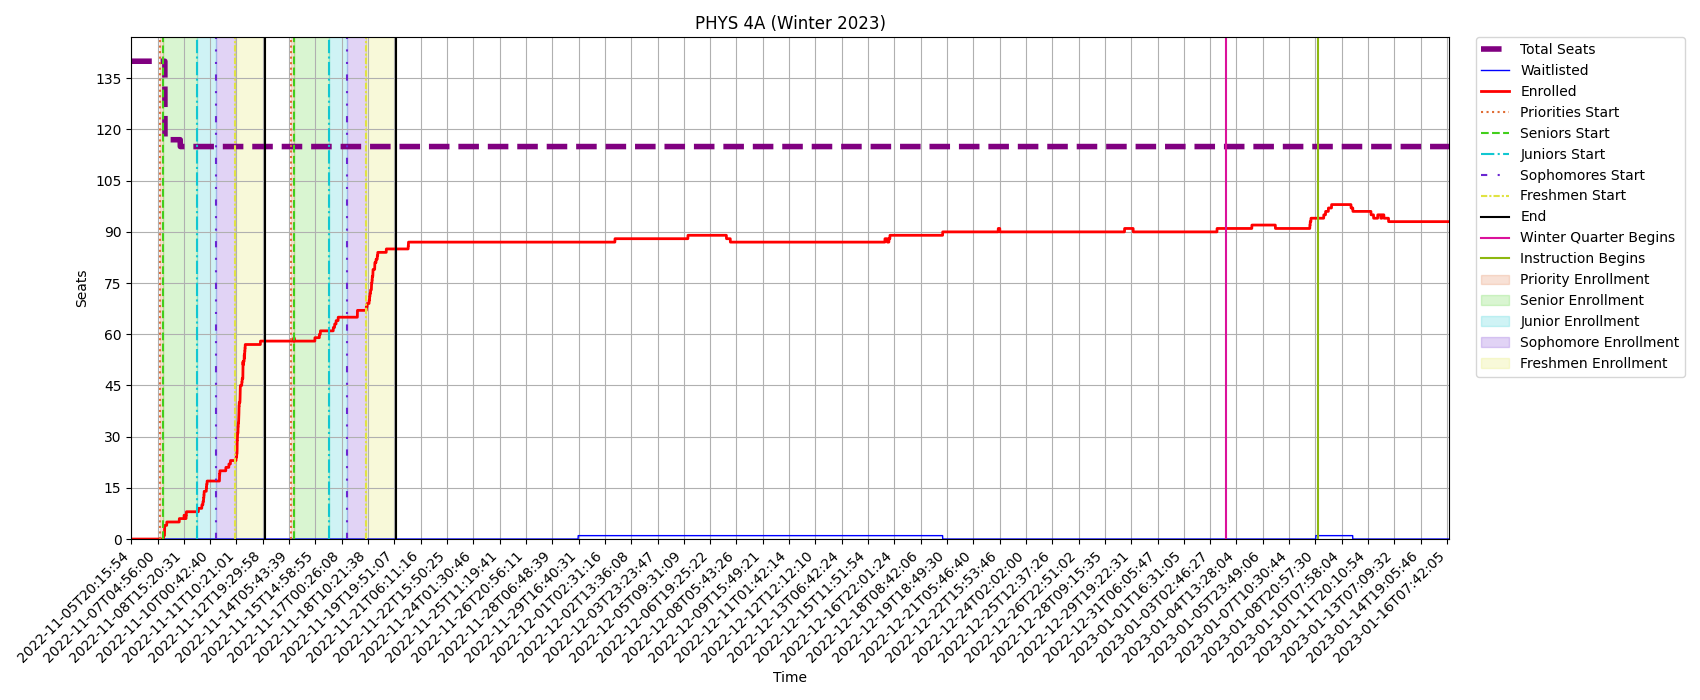 PHYS 4A (Winter 2023)
Seats
135
120
105
90
75
60
45
30
15
0
2022-11-05T20:15:54
2022-11-07T04:56:00
2022-11-08T15:20:31
2022-11-10T00:42:40
2022-11-11T10:21:01
2022-11-12T19:29:58
2022-11-14T05:43:39
2022-11-15T14:58:55
2022-11-17T00:26:08
2022-11-18T10:21:38
2022-11-19T19:51:07
2022-11-21T06:11:16
2022-11-22T15:50:25
2022-11-24T01:30:46
2022-11-25T11:19:41
2022-11-26T20:56:11
2022-11-28T06:48:39
2022-11-29T16:40:31
2022-12-01T02:31:16
2022-12-02T13:36:08
2022-12-03T23:23:47
2022-12-05T09:31:09
2022-12-06T19:25:22
2022-12-08T05:43:26
2022-12-09T15:49:21
2022-12-11T01:42:14
2022-12-12T12:12:10
2022-12-13T06:42:24
2022-12-15T11:51:54
2022-12-16T22:01:24
2022-12-18T08:42:06
2022-12-19T18:49:30
2022-12-21T05:46:40
2022-12-22T15:53:46
2022-12-24T02:02:00
2022-12-25T12:37:26
2022-12-26T22:51:02
2022-12-28T09:15:35
2022-12-29T19:22:31
2022-12-31T06:05:47
2023-01-01T16:31:05
2023-01-03T02:46:27
2023-01-04T13:28:04
2023-01-05T23:49:06
2023-01-07T10:30:44
2023-01-08T20:57:30
2023-01-10T07:58:04
2023-01-11T20:10:54
2023-01-13T07:09:32
2023-01-14T19:05:46
2023-01-16T07:42:05
Time
Total Seats
Waitlisted
Enrolled
Priorities Start
Seniors Start
Juniors Start
Sophomores Start
Freshmen Start
End
Winter Quarter Begins
Instruction Begins
Priority Enrollment
Senior Enrollment
Junior Enrollment
Sophomore Enrollment
Freshmen Enrollment